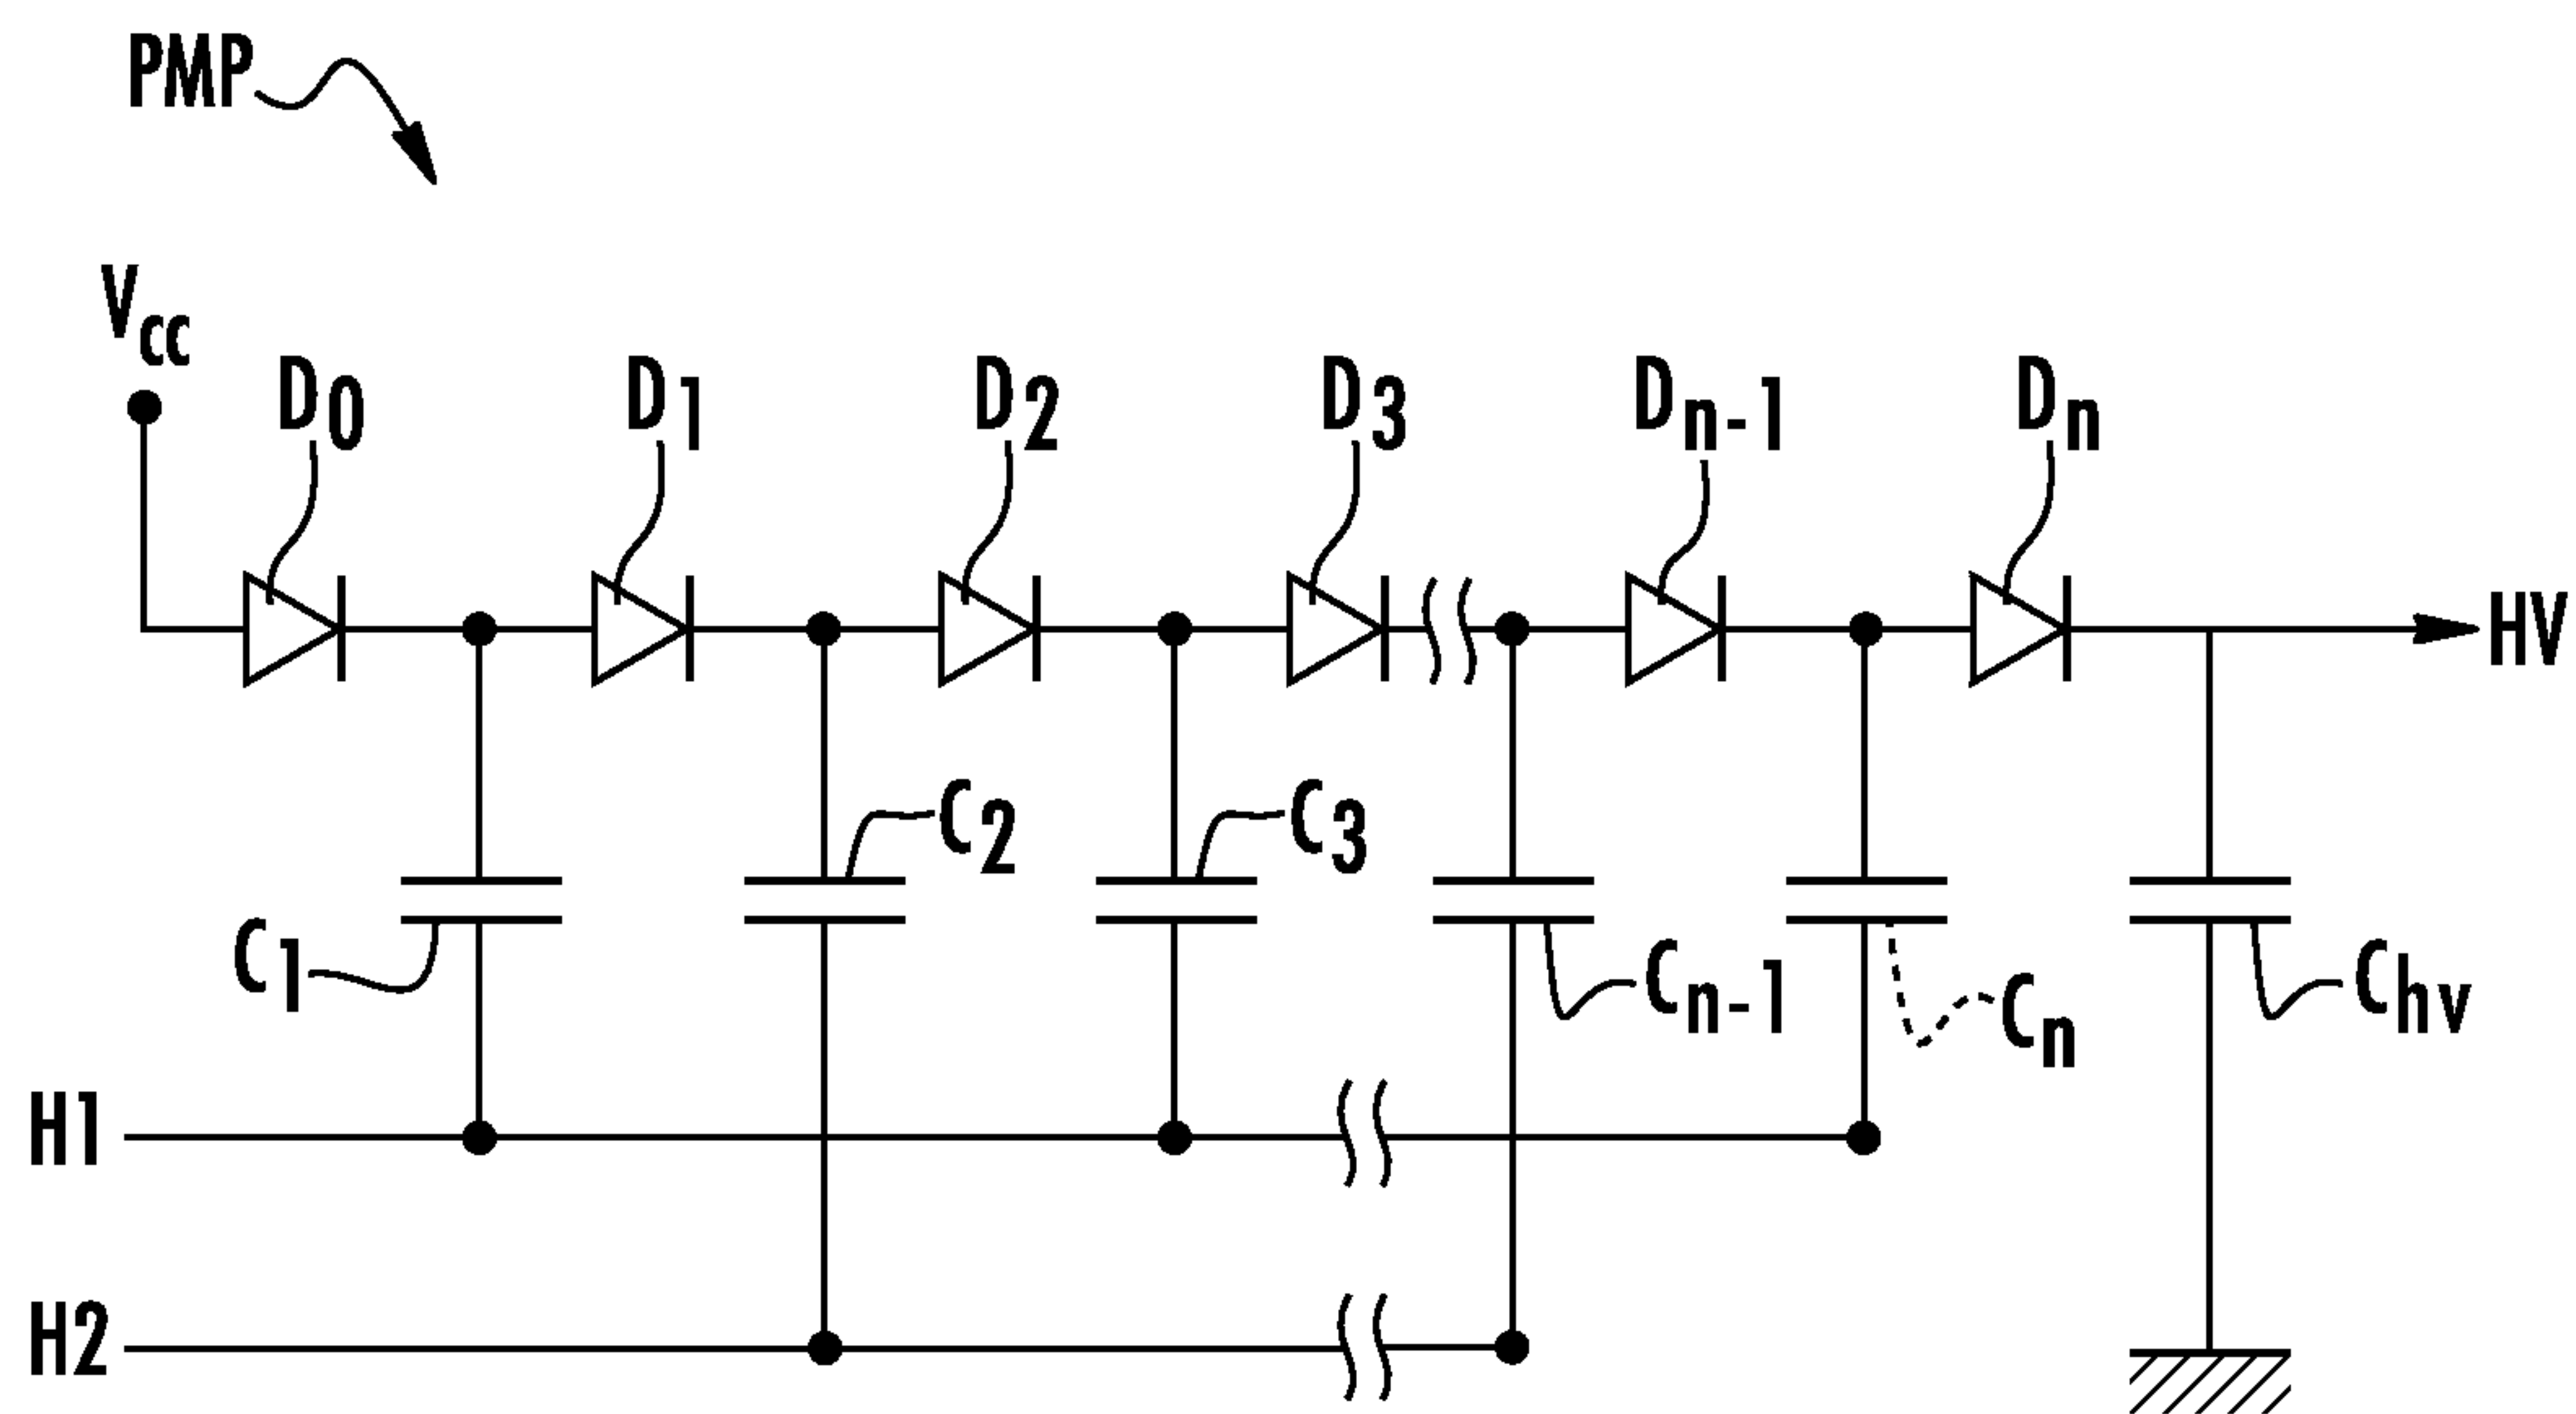 PMP
Vcc
D0 D1 D2 D3 Dn-1 Dn
HV
C2 C3
C1 Cn-1 Cn Chv
H1
H2